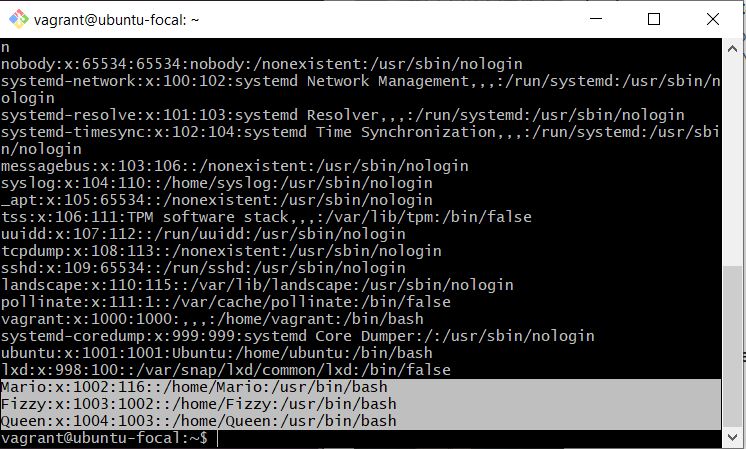 vagrant@ubuntu-focal: ~
n
nobody:x:65534:65534:nobody:/nonexistent:/usr/sbin/nologin
systemd-network:x:100:102:systemd Network Management,,,:/run/systemd:/usr/sbin/n
ologin
systemd-resolve:x:101:103:systemd Resolver,,,:/run/systemd:/usr/sbin/nologin
systemd-timesync:x:102:104:systemd Time Synchronization,,,:/run/systemd:/usr/sbi
n/nologin
messagebus:x:103:106::/nonexistent:/usr/sbin/nologin
syslog:x:104:110::/home/syslog:/usr/sbin/nologin
_apt:x:105:65534::/nonexistent:/usr/sbin/nologin
tss:x:106:111:TPM software stack,,,:/var/lib/tpm:/bin/false
uuidd:x:107:112::/run/uuidd:/usr/sbin/nologin
tcpdump:x:108:113::/nonexistent:/usr/sbin/nologin
sshd:x:109:65534::/run/sshd:/usr/sbin/nologin
landscape:x:110:115::/var/lib/landscape:/usr/sbin/nologin
pollinate:x:111:1::/var/cache/pollinate:/bin/false
vagrant:x:1000:1000:,,,:/home/vagrant:/bin/bash
systemd-coredump:x:999:999:systemd Core Dumper:/:/usr/sbin/nologin
ubuntu:x:1001:1001:Ubuntu:/home/ubuntu:/bin/bash
lxd:x:998:100::/var/snap/lxd/common/lxd:/bin/false
Mario:x:1002:116::/home/Mario:/usr/bin/bash
Fizzy:x:1003:1002::/home/Fizzy:/usr/bin/bash
Queen:x:1004:1003::/home/Queen:/usr/bin/bash
vagrant@ubuntu-focal:~$